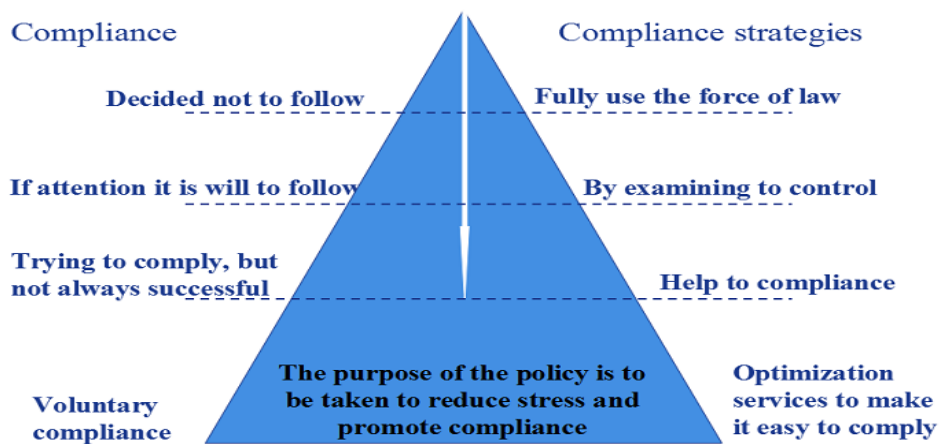 Compliance
Compliance strategies
Decided not to follow
Fully use the force of law
If attention it is will to follow
By examining to control
Trying to comply, but
not always successful
Help to compliance
The purpose of the policy is to
be taken to reduce stress and
promote compliance
Voluntary
compliance
Optimization
services to make
it easy to comply